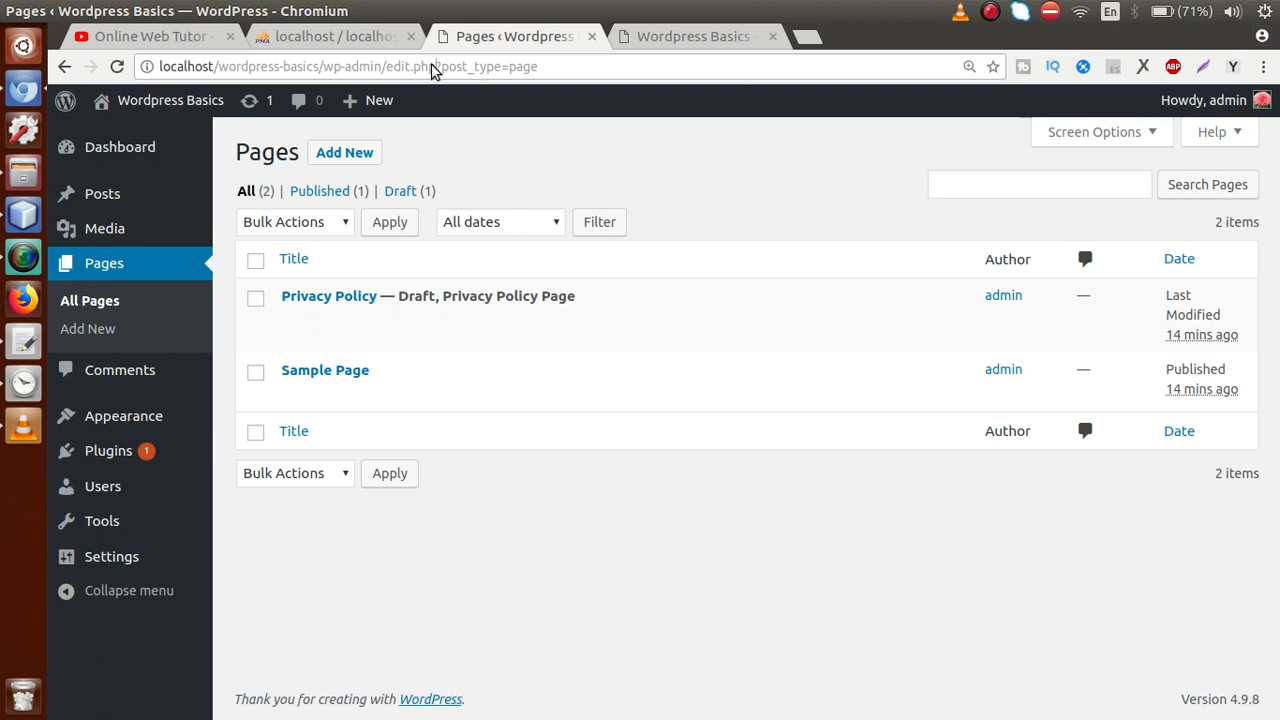 Pages ‹ Wordpress Basics — WordPress - Chromium
En
(71%)
Online Web Tutor -
localhost / localhos
Pages ‹ Wordpress
Wordpress Basics –
localhost/wordpress-basics/wp-admin/edit.php?post_type=page
Wordpress Basics
1
0
New
Howdy, admin
Dashboard
Posts
Media
Pages
All Pages
Add New
Comments
Appearance
Plugins 1
Users
Tools
Settings
Collapse menu
Screen Options
Help
Pages
Add New
All (2) | Published (1) | Draft (1)
Search Pages
Bulk Actions
Apply
All dates
Filter
2 items
Title
Author
Date
Privacy Policy — Draft, Privacy Policy Page
admin
—
Last
Modified
14 mins ago
Sample Page
admin
—
Published
14 mins ago
Title
Author
Date
Bulk Actions
Apply
2 items
Thank you for creating with WordPress.
Version 4.9.8